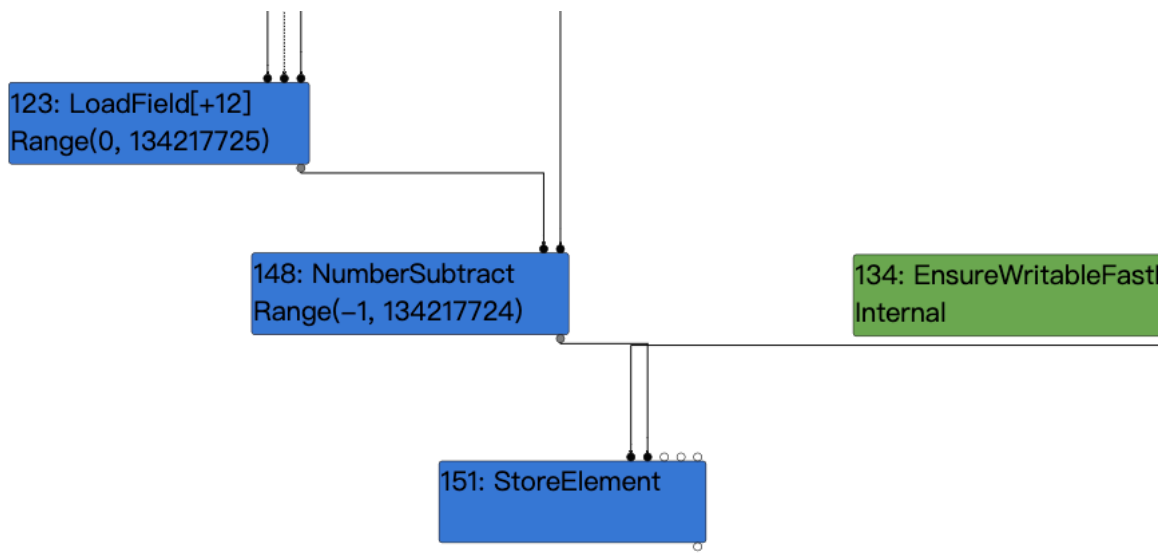 123: LoadField[+12]
Range(0, 134217725)
148: NumberSubtract
Range(−1, 134217724)
134: EnsureWritableFast
Internal
151: StoreElement